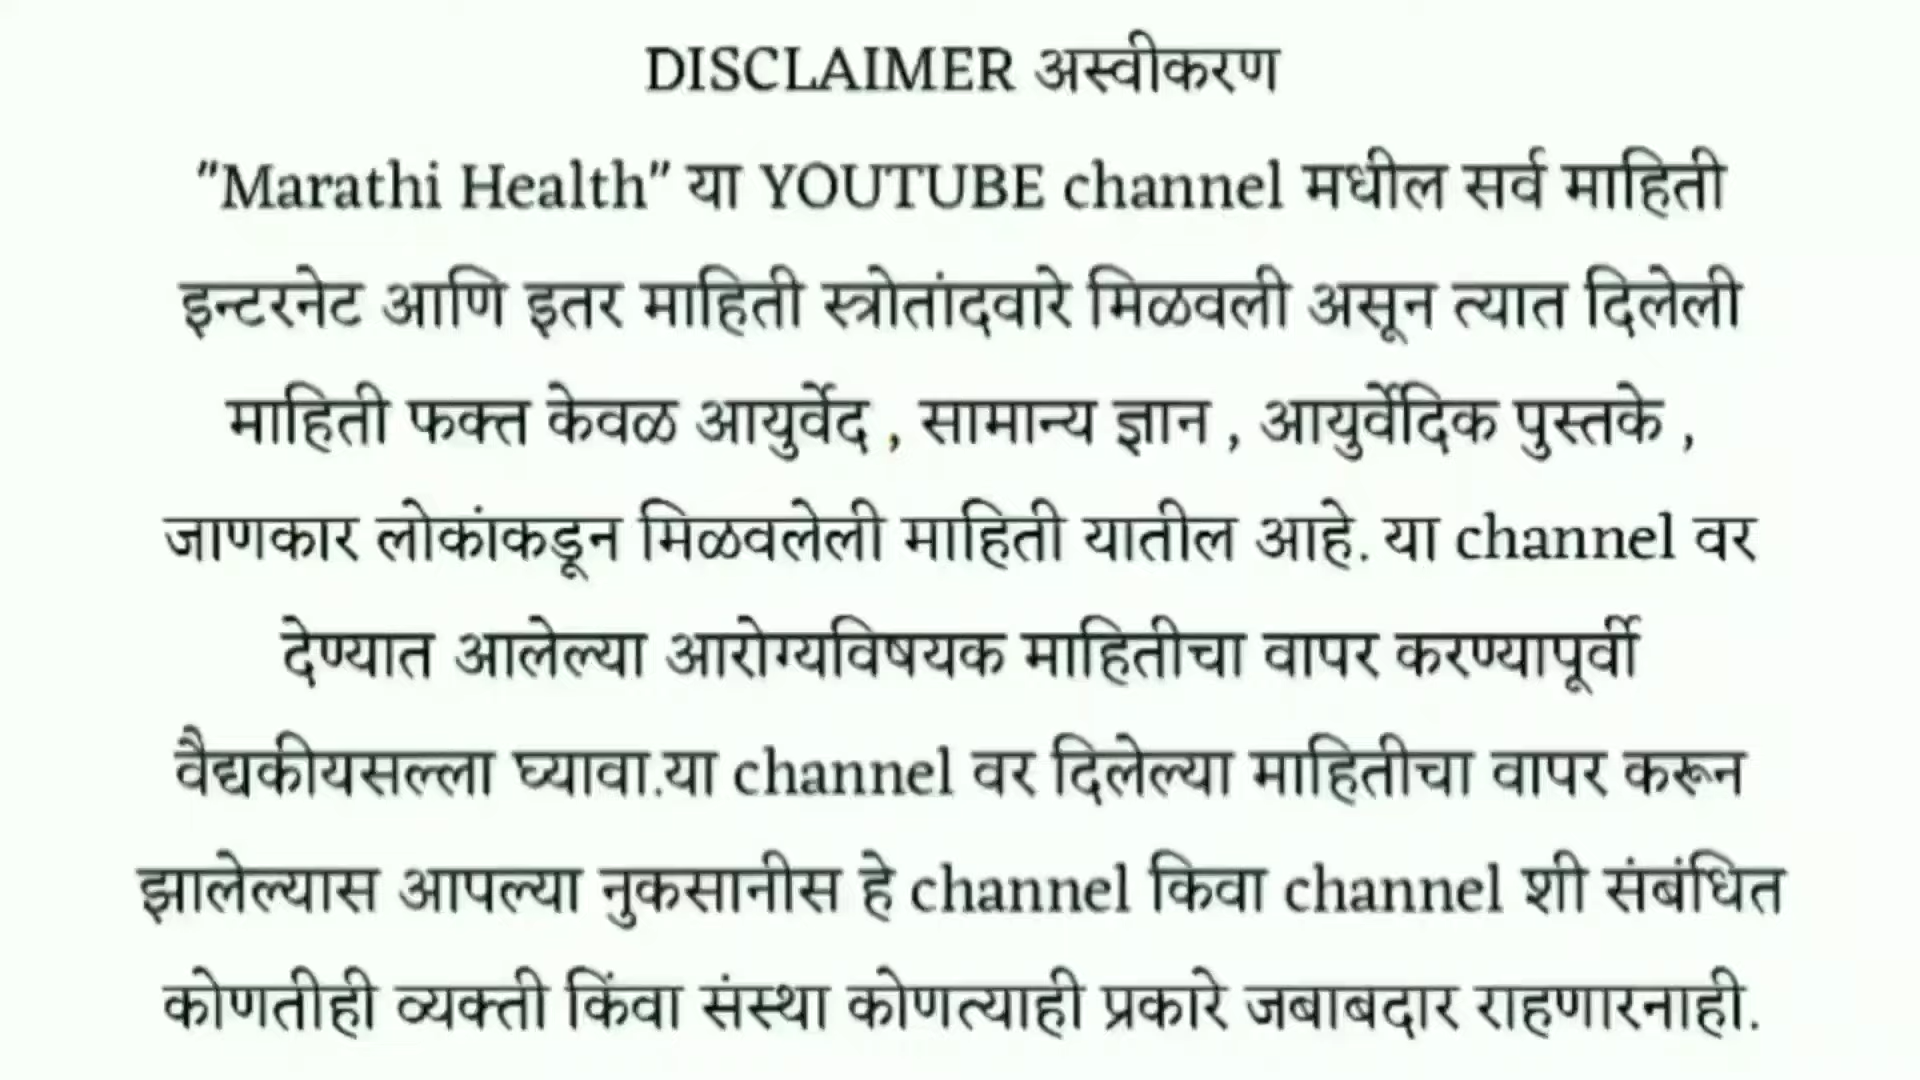 DISCLAIMER अस्वीकरण
"Marathi Health" या YOUTUBE channel मधील सर्व माहिती
इन्टरनेट आणि इतर माहिती स्त्रोतांदवारे मिळवली असून त्यात दिलेली
माहिती फक्त केवळ आयुर्वेद , सामान्य ज्ञान , आयुर्वेदिक पुस्तके ,
जाणकार लोकांकडून मिळवलेली माहिती यातील आहे. या channel वर
देण्यात आलेल्या आरोग्यविषयक माहितीचा वापर करण्यापूर्वी
वैद्यकीयसल्ला घ्यावा.या channel वर दिलेल्या माहितीचा वापर करून
झालेल्यास आपल्या नुकसानीस हे channel किवा channel शी संबंधित
कोणतीही व्यक्ती किंवा संस्था कोणत्याही प्रकारे जबाबदार राहणारनाही.